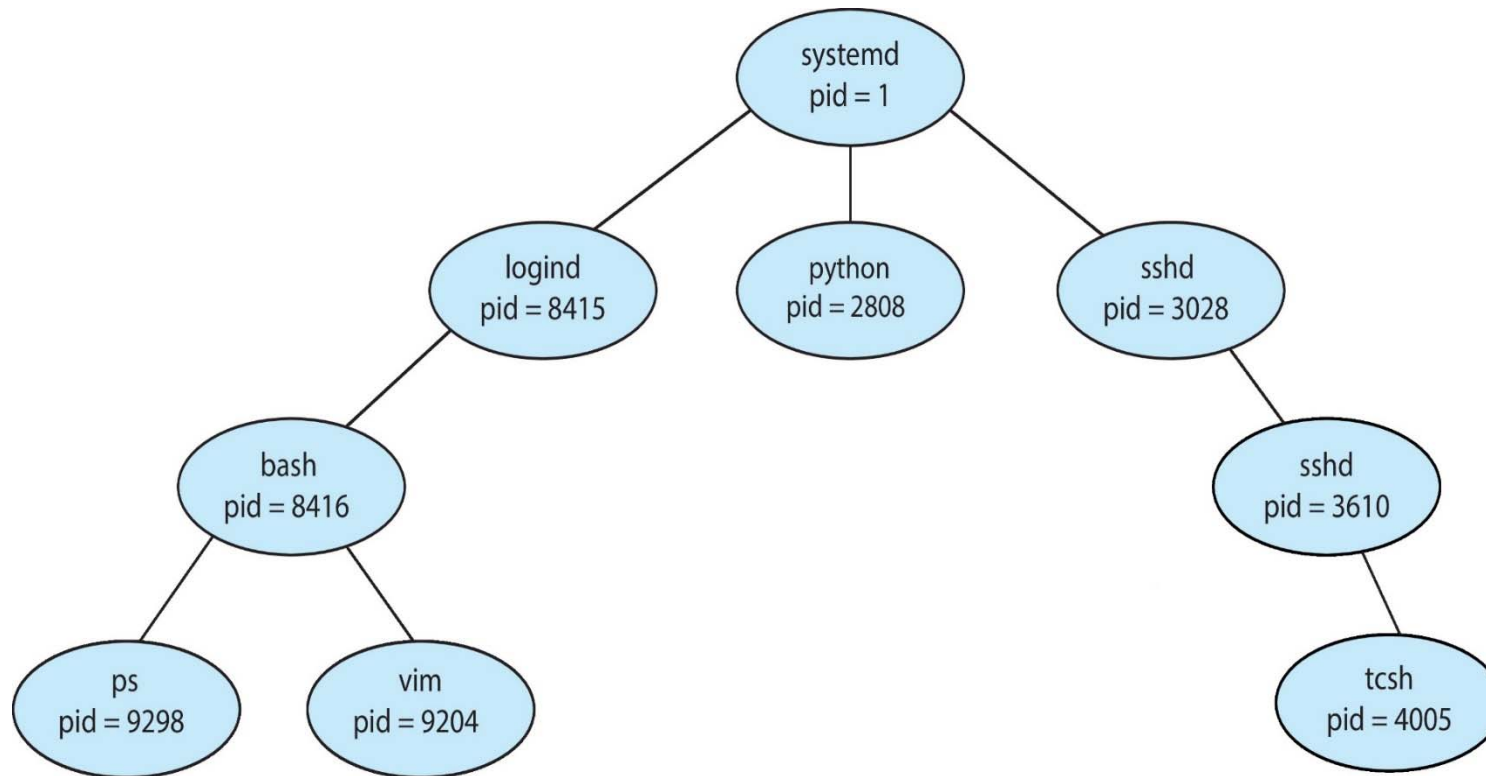 systemd
pid = 1
logind
pid = 8415
python
pid = 2808
sshd
pid = 3028
bash
pid = 8416
sshd
pid = 3610
ps
pid = 9298
vim
pid = 9204
tcsh
pid = 4005